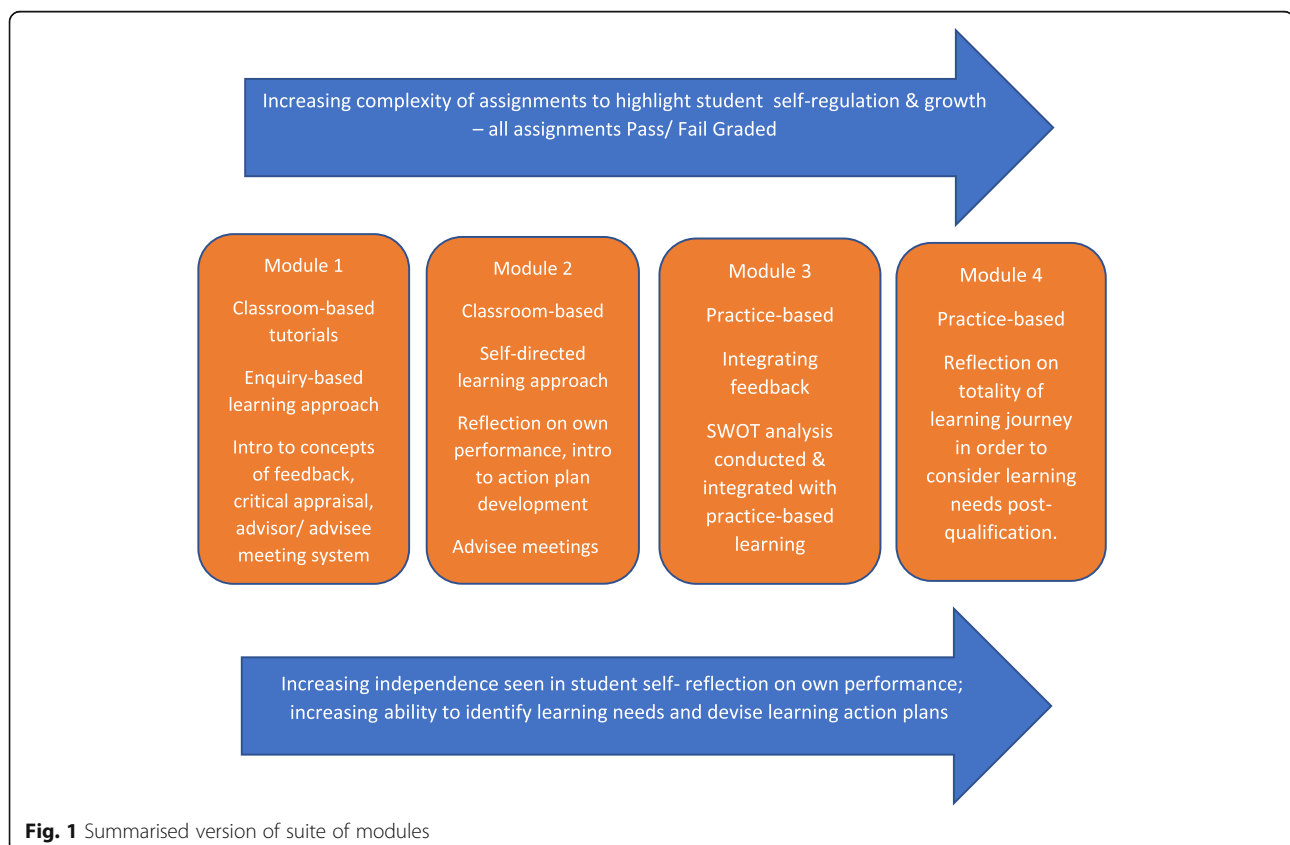 Increasing complexity of assignments to highlight student self-regulation & growth
– all assignments Pass/ Fail Graded
Module 1
Classroom-based
tutorials
Enquiry-based
learning approach
Intro to concepts
of feedback,
critical appraisal,
advisor/ advisee
meeting system
Module 2
Classroom-based
Self-directed
learning approach
Reflection on own
performance, intro
to action plan
development
Advisee meetings
Module 3
Practice-based
Integrating
feedback
SWOT analysis
conducted &
integrated with
practice-based
learning
Module 4
Practice-based
Reflection on
totality of
learning journey
in order to
consider learning
needs post-
qualification.
Increasing independence seen in student self- reflection on own performance;
increasing ability to identify learning needs and devise learning action plans
Fig. 1 Summarised version of suite of modules